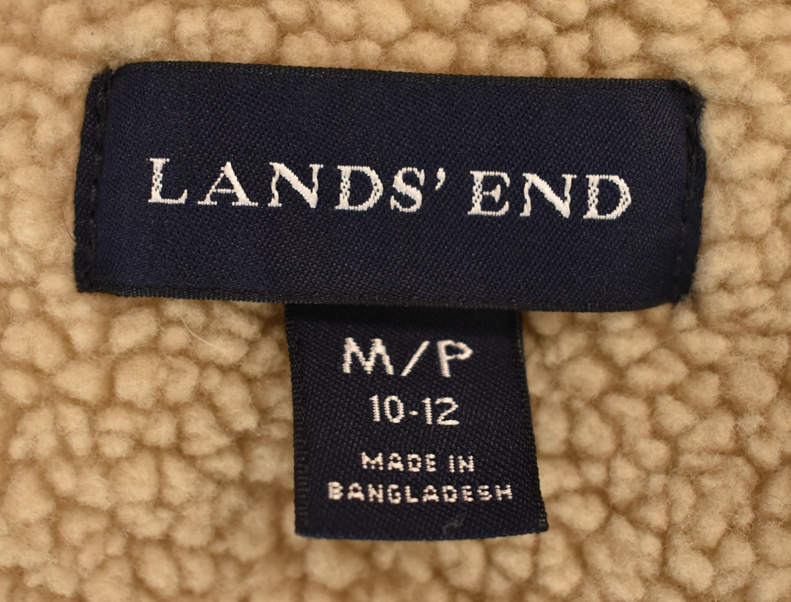 LANDS' END
M/P
10-12
MADE IN
BANGLADESH